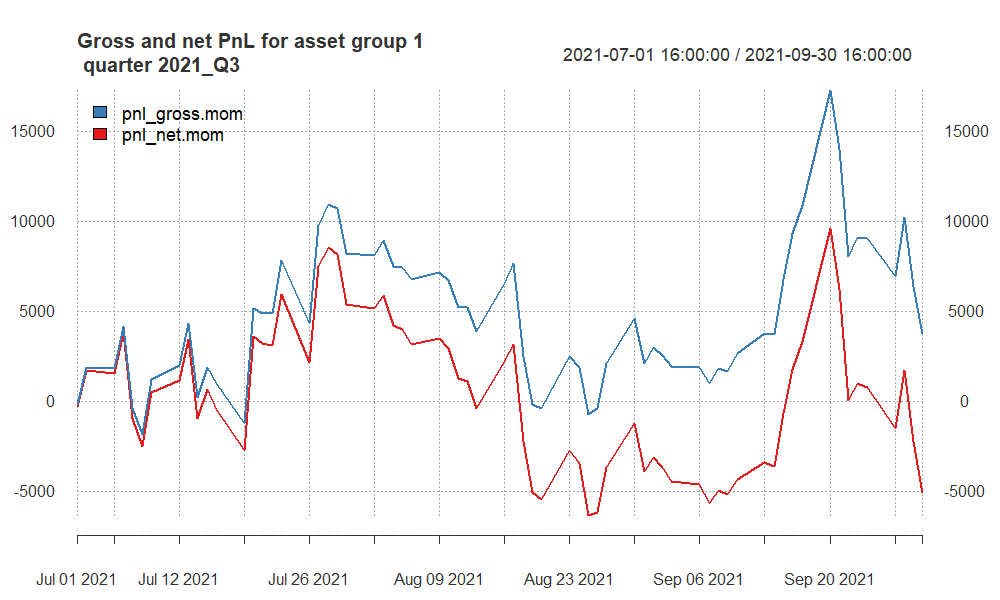 Gross and net PnL for asset group 1
quarter 2021_Q3
2021-07-01 16:00:00 / 2021-09-30 16:00:00
pnl_gross.mom
pnl_net.mom
15000 15000
10000 10000
5000 5000
0 0
-5000 -5000
Jul 01 2021 Jul 12 2021 Jul 26 2021 Aug 09 2021 Aug 23 2021 Sep 06 2021 Sep 20 2021